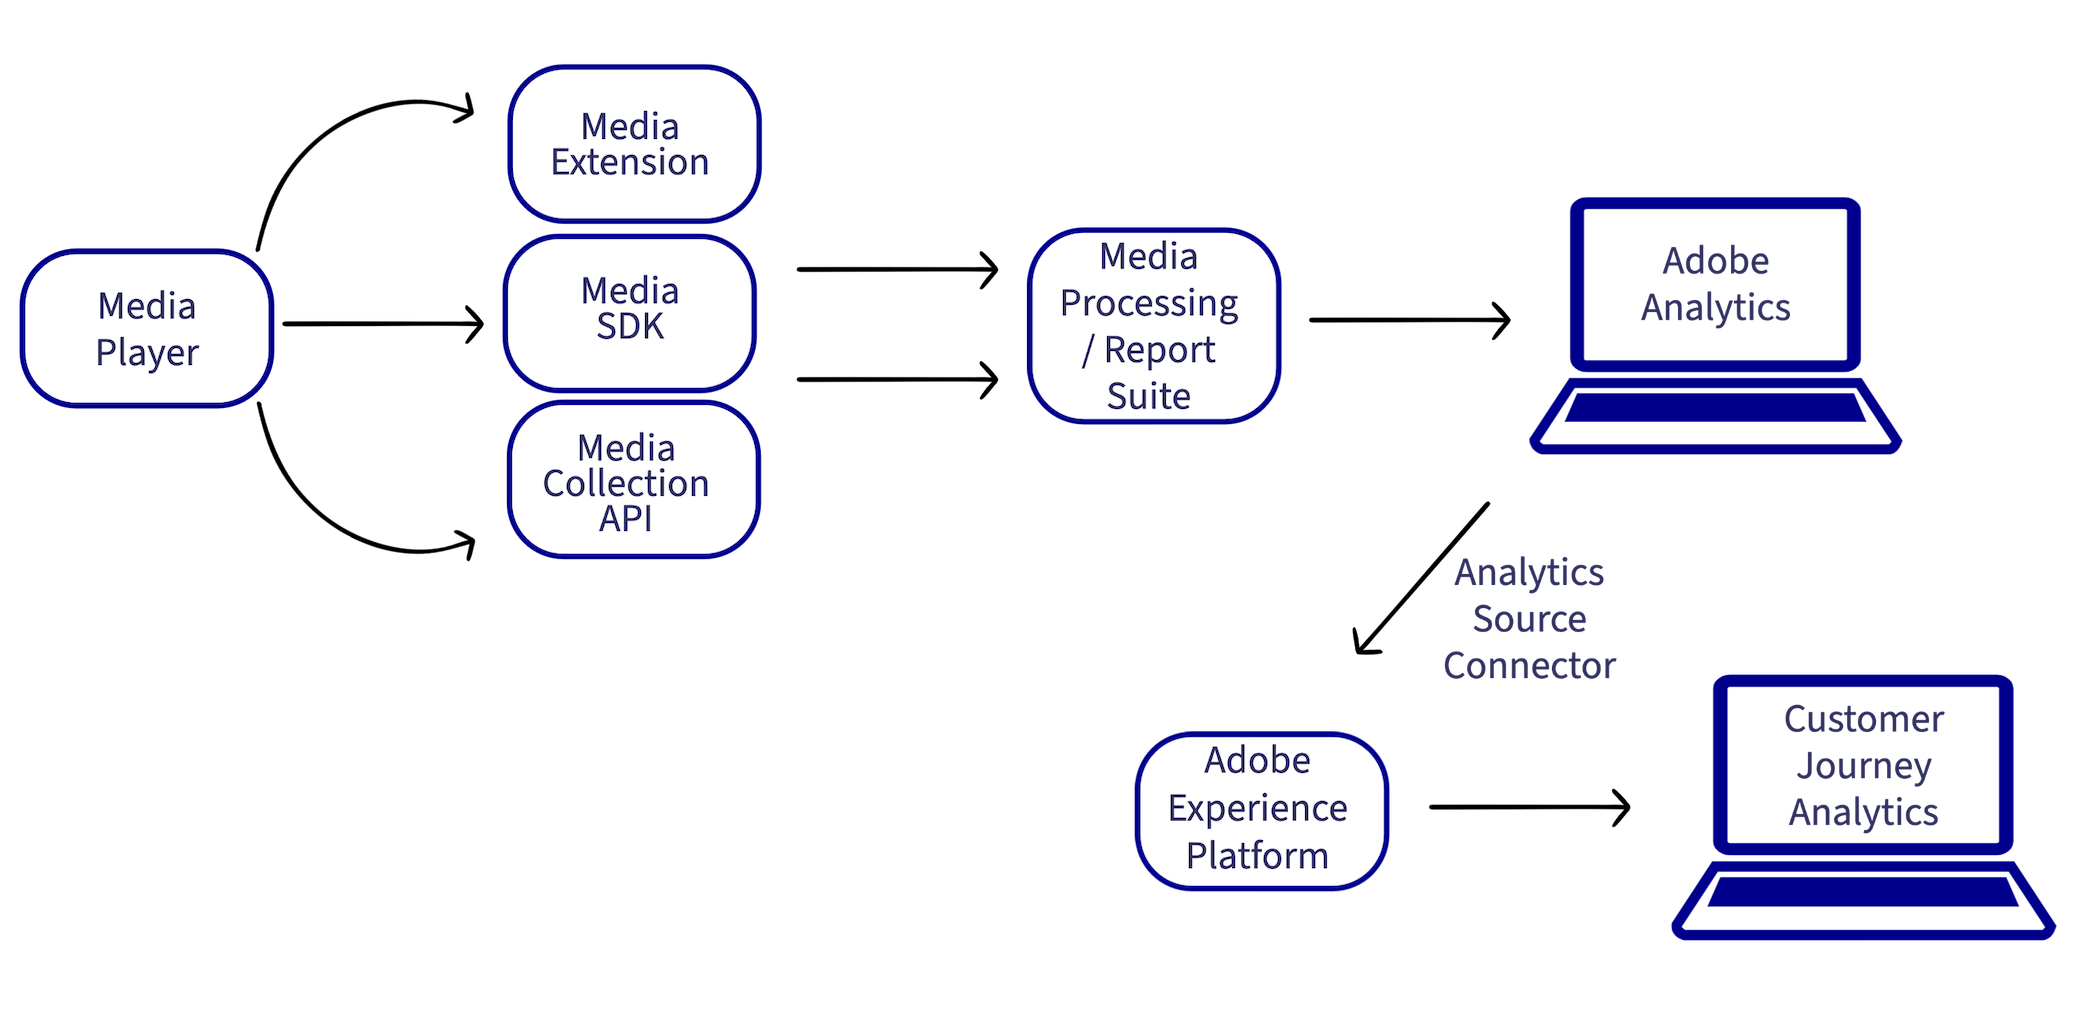 Media
Player
Media
Extension
Media
SDK
Media
Collection
API
Media
Processing
/ Report
Suite
Adobe
Analytics
Analytics
Source
Connector
Adobe
Experience
Platform
Customer
Journey
Analytics